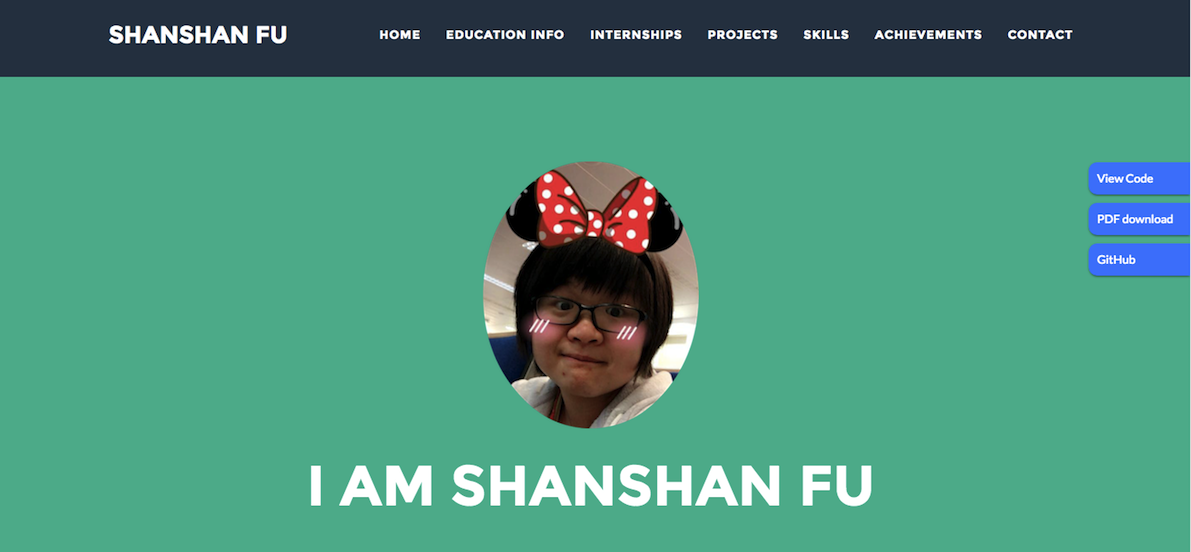 SHANSHAN FU
HOME EDUCATION INFO INTERNSHIPS PROJECTS SKILLS ACHIEVEMENTS CONTACT
View Code
PDF download
GitHub
I AM SHANSHAN FU